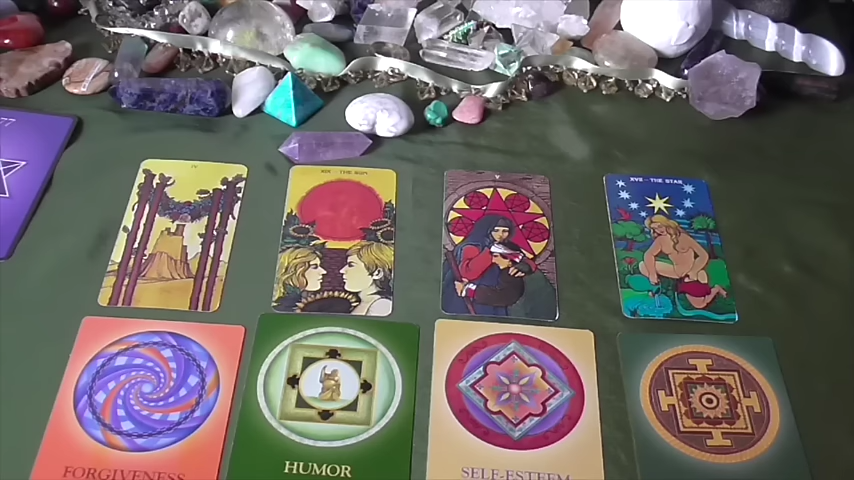 IV
XIX - THE SUN
V
XVII - THE STAR
FORGIVENESS
HUMOR
SELF-ESTEEM